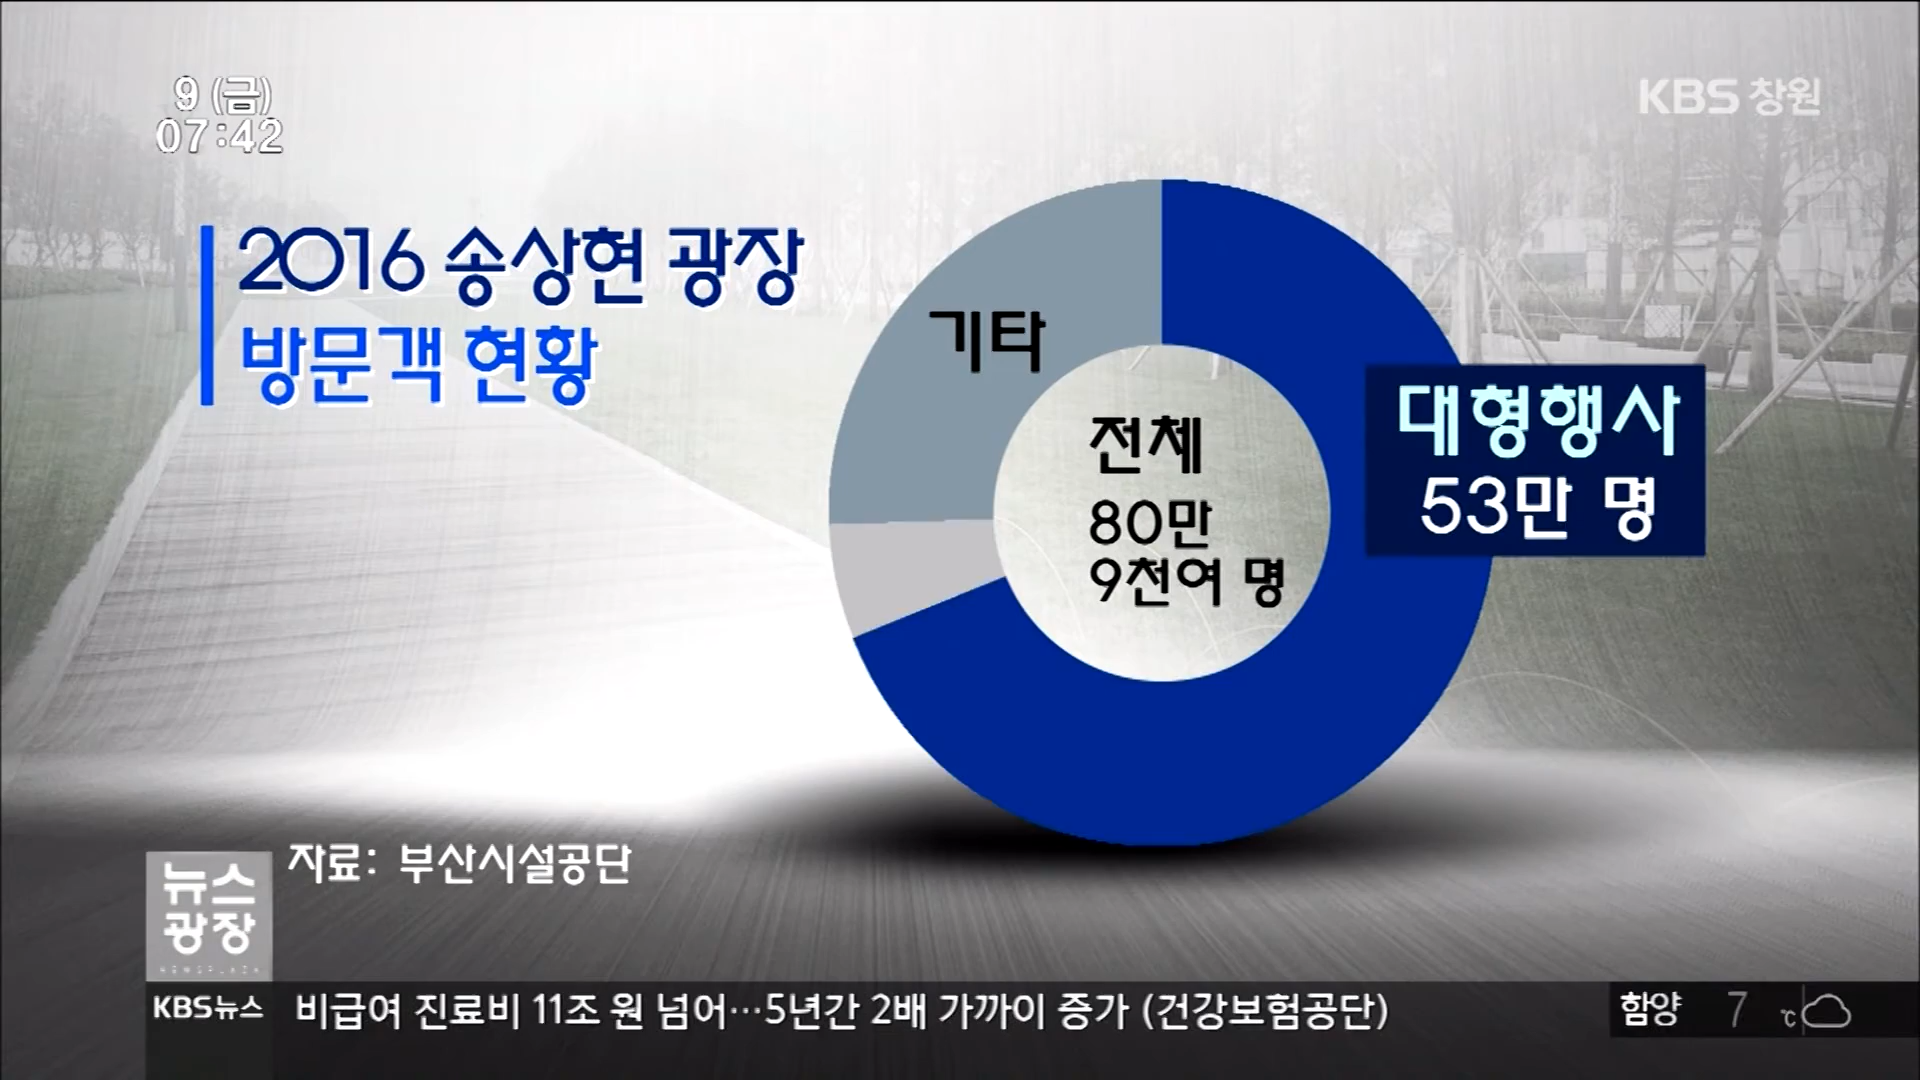 9 (금)
07:42
KBS 창원
2016 송상현 광장
방문객 현황
기타
전체
80만
9천여 명
대형행사
53만 명
자료: 부산시설공단
뉴스
광장
NEWSPLAZA
KBS뉴스 비급여 진료비 11조 원 넘어…5년간 2배 가까이 증가 (건강보험공단)
함양 7 ℃